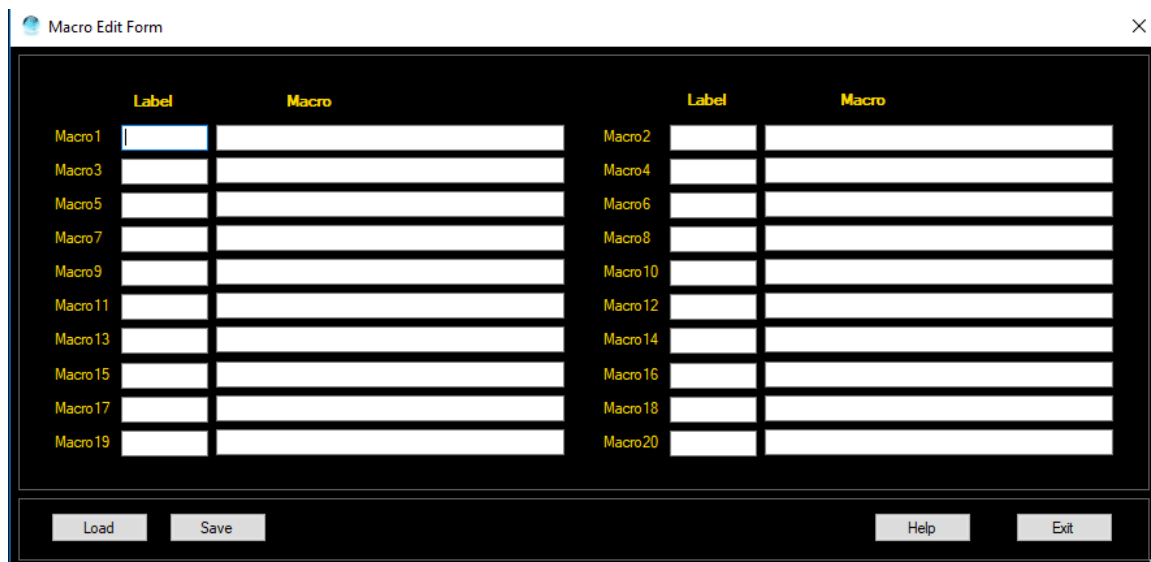 Macro Edit Form
Label Macro Label Macro
Macro1 Macro2
Macro3 Macro4
Macro5 Macro6
Macro7 Macro8
Macro9 Macro10
Macro11 Macro12
Macro13 Macro14
Macro15 Macro16
Macro17 Macro18
Macro19 Macro20
Load Save Help Exit